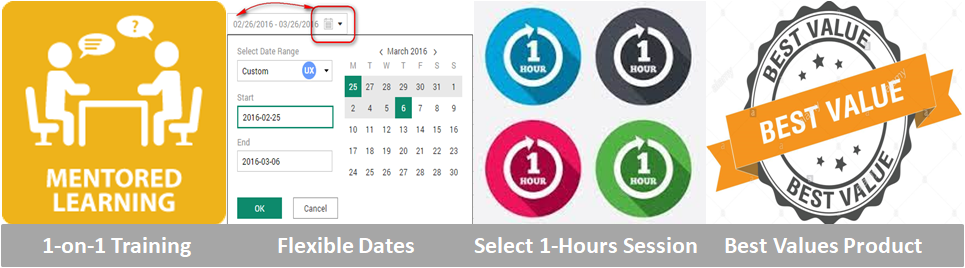 MENTORED
LEARNING
02/26/2016 - 03/26/2016
Select Date Range
Custom
UX
Start
2016-02-25
End
2016-03-06
OK
Cancel
March 2016
M T W T F S S
25 27 28 29 30 31 1
2 4 5 6 7 8 9
10 11 12 13 14 15 16
17 18 19 20 21 22 23
24 25 26 27 28 29 30
1
HOUR
1
HOUR
1
HOUR
1
HOUR
BEST VALUE
BEST VALUE
BEST VALUE
1-on-1 Training
Flexible Dates
Select 1-Hours Session
Best Values Product